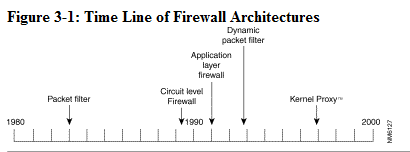 Figure 3-1: Time Line of Firewall Architectures
Dynamic
packet filter
Application
layer
firewall
Circuit level
Firewall
Packet filter
Kernel Proxy™
1980
1990
2000
NM6127